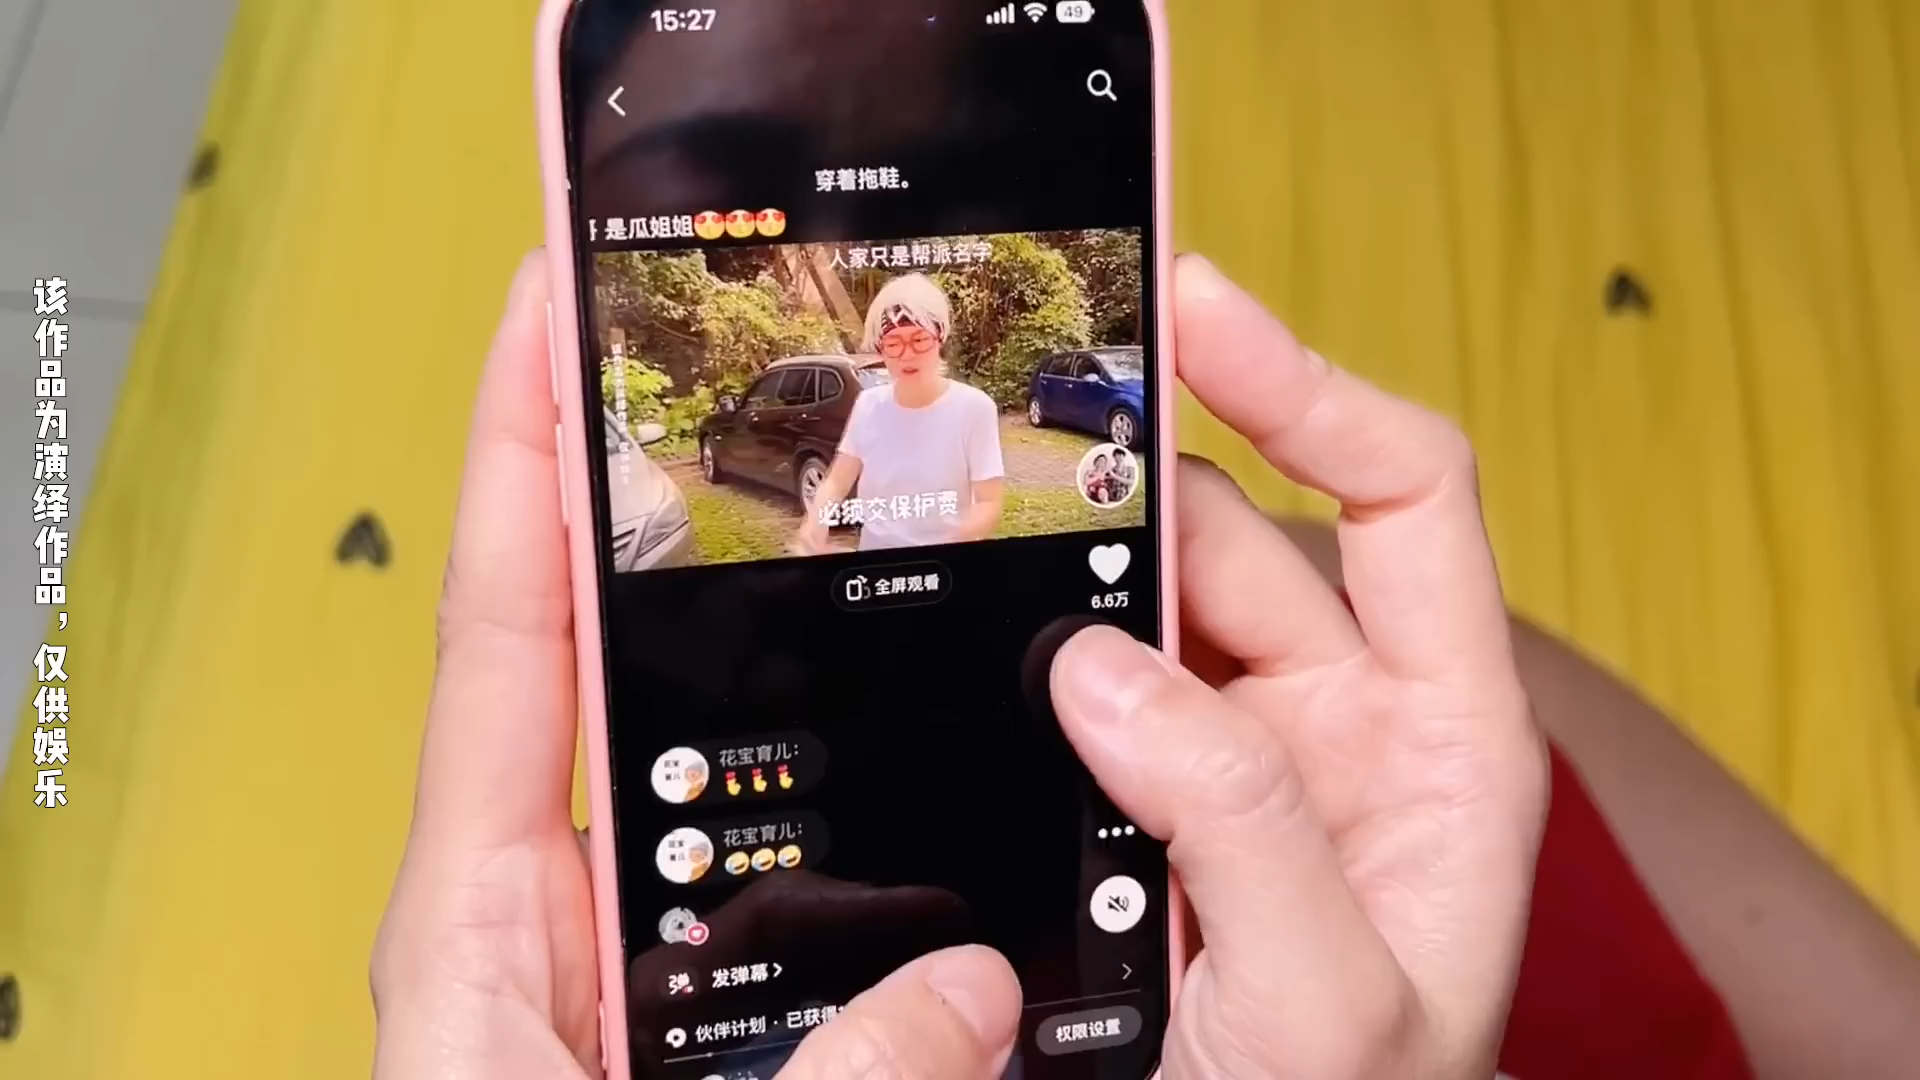 15:27
49
穿着拖鞋。
是瓜姐姐😍😍😍
人家只是帮派名字
必须交保护费
全屏观看
6.6万
花宝育儿：
花宝育儿：
🤣🤣🤣
发弹幕>
伙伴计划 · 已获得
权限设置
该作品为演绎作品，仅供娱乐